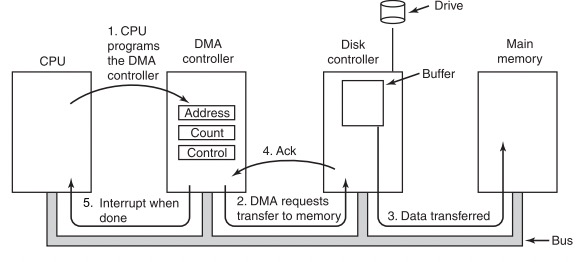 Drive
1. CPU
programs
the DMA
controller
CPU
DMA
controller
Disk
controller
Main
memory
Buffer
Address
Count
Control
4. Ack
5. Interrupt when
done
2. DMA requests
transfer to memory
3. Data transferred
Bus